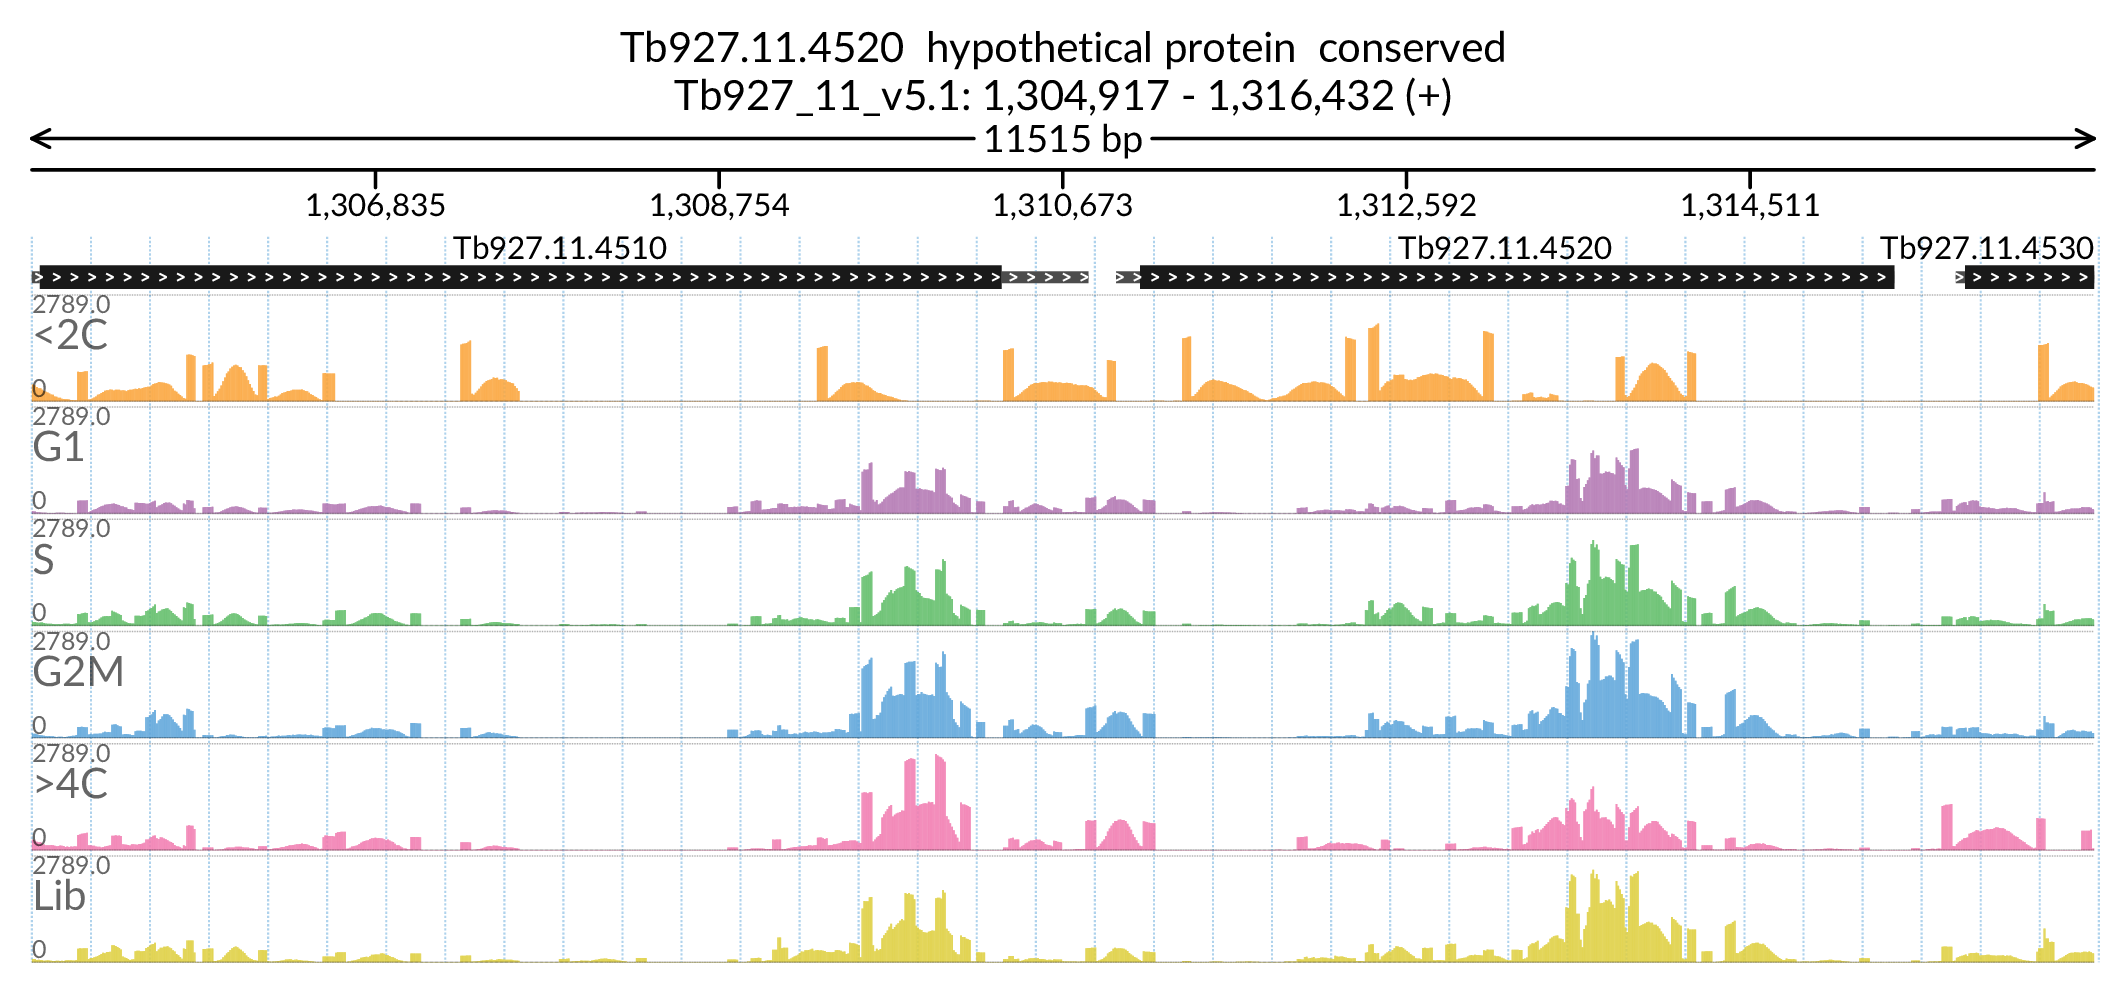 Tb927.11.4520  hypothetical protein  conserved
Tb927_11_v5.1: 1,304,917 - 1,316,432 (+)
11515 bp
1,306,835 1,308,754 1,310,673 1,312,592 1,314,511
Tb927.11.4510 Tb927.11.4520 Tb927.11.4530
2789.0
<2C
0
2789.0
G1
0
2789.0
S
0
2789.0
G2M
0
2789.0
>4C
0
2789.0
Lib
0